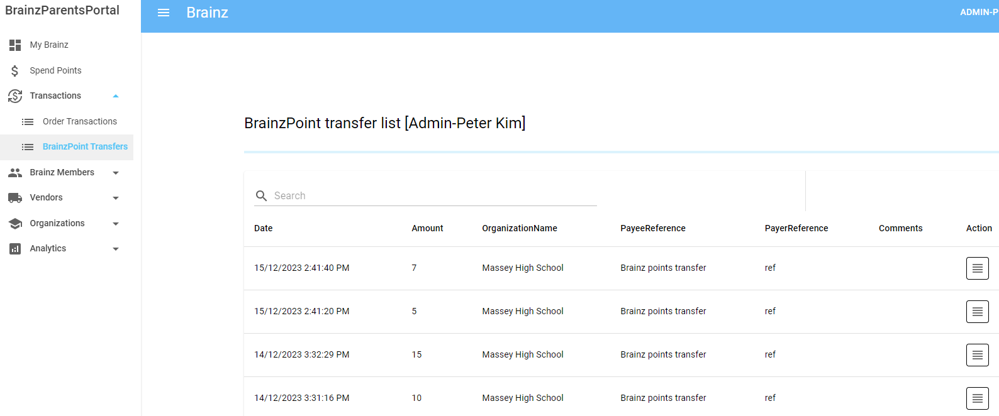 BrainzParentsPortal
Brainz
ADMIN-P
My Brainz
Spend Points
Transactions
Order Transactions
BrainzPoint Transfers
Brainz Members
Vendors
Organizations
Analytics
BrainzPoint transfer list [Admin-Peter Kim]
Search
Date Amount OrganizationName PayeeReference PayerReference Comments Action
15/12/2023 2:41:40 PM 7 Massey High School Brainz points transfer ref
15/12/2023 2:41:20 PM 5 Massey High School Brainz points transfer ref
14/12/2023 3:32:29 PM 15 Massey High School Brainz points transfer ref
14/12/2023 3:31:16 PM 10 Massey High School Brainz points transfer ref